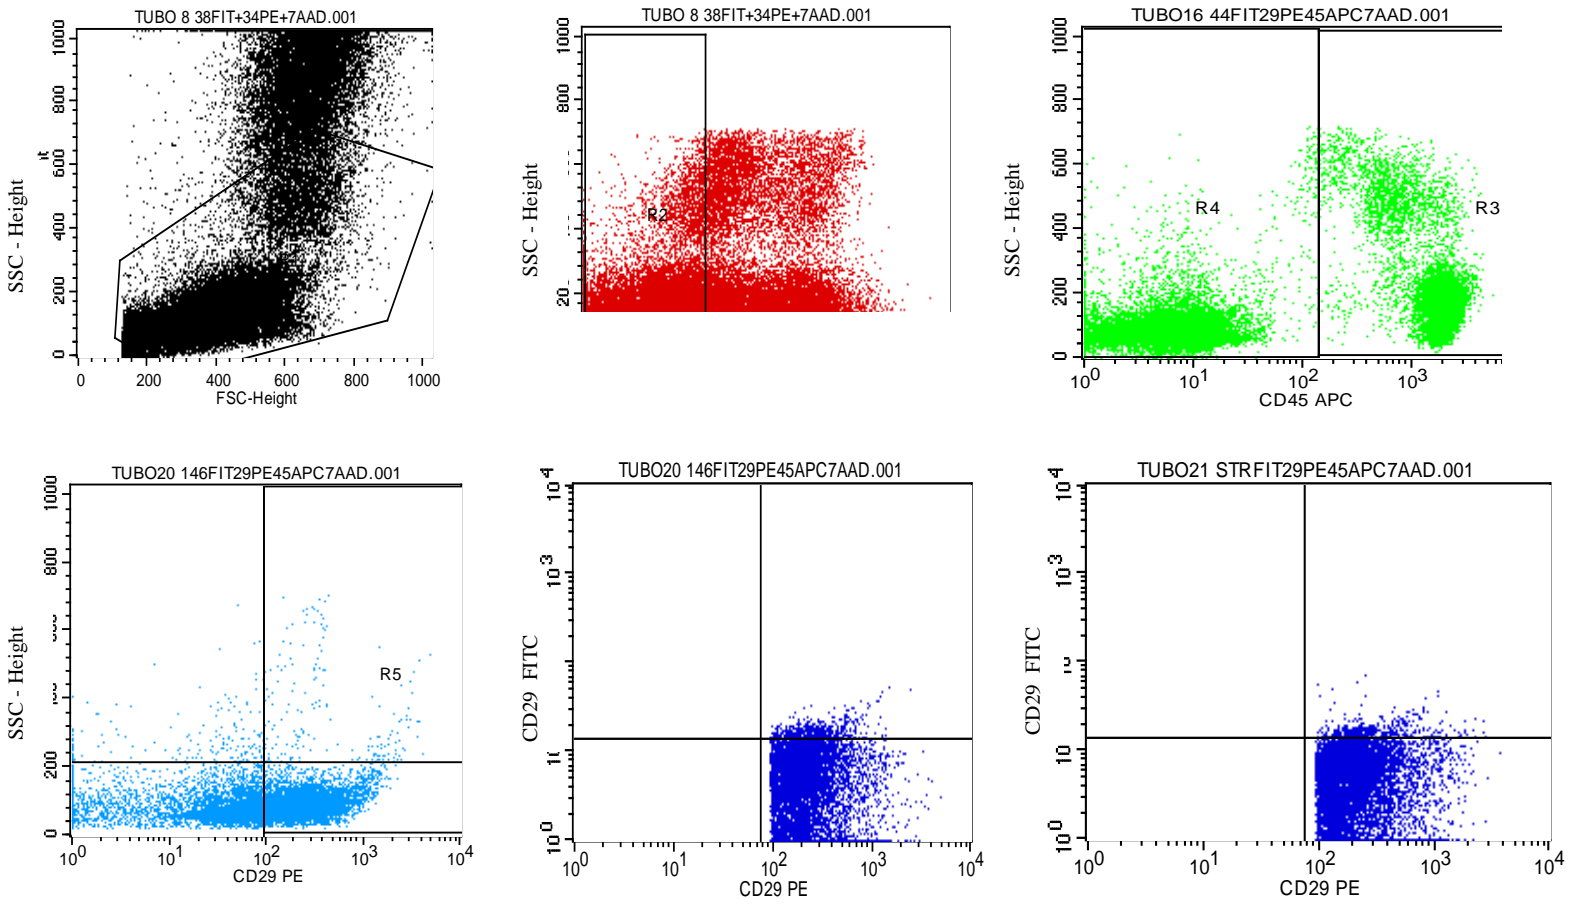 TUBO 8 38FIT+34PE+7AAD.001
SSC - Height
1000
800
600
400
200
0
0 200 400 600 800 1000
FSC-Height
TUBO 8 38FIT+34PE+7AAD.001
SSC - Height
1000
800
20
R2
TUBO16 44FIT29PE45APC7AAD.001
SSC - Height
1000
800
600
400
200
0
R4
R3
10^0 10^1 10^2 10^3
CD45 APC
TUBO20 146FIT29PE45APC7AAD.001
SSC - Height
1000
800
200
0
R5
10^0 10^1 10^2 10^3 10^4
CD29 PE
TUBO20 146FIT29PE45APC7AAD.001
CD29 FITC
10^4
10^3
10^0
10^0 10^1 10^2 10^3 10^4
CD29 PE
TUBO21 STRFIT29PE45APC7AAD.001
CD29 FITC
10^4
10^3
10
10^0
10^0 10^1 10^2 10^3 10^4
CD29 PE